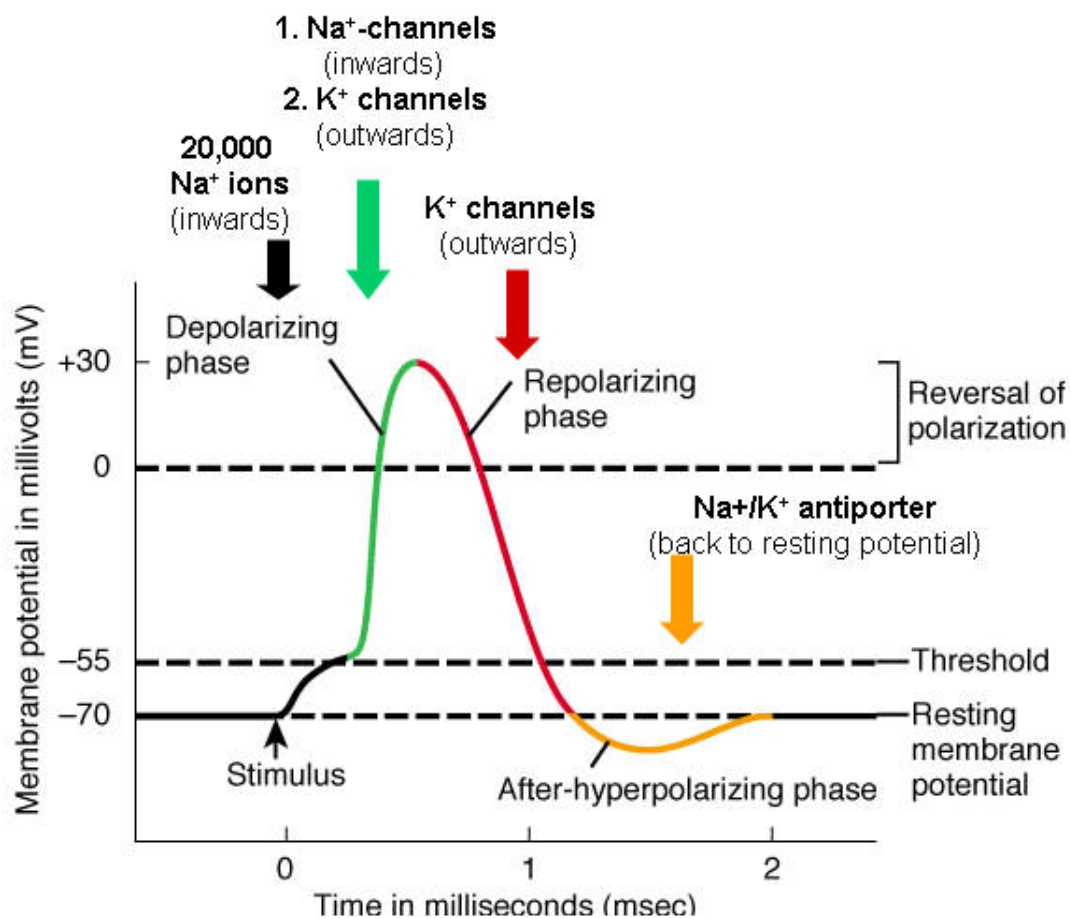 1. Na⁺-channels
(inwards)
2. K⁺ channels
(outwards)
20,000
Na⁺ ions
(inwards)
K⁺ channels
(outwards)
Depolarizing
phase
Repolarizing
phase
Reversal of
polarization
Na+/K⁺ antiporter
(back to resting potential)
Membrane potential in millivolts (mV)
+30
0
–55
–70
Threshold
Resting
membrane
potential
Stimulus
After-hyperpolarizing phase
0
1
2
Time in milliseconds (msec)